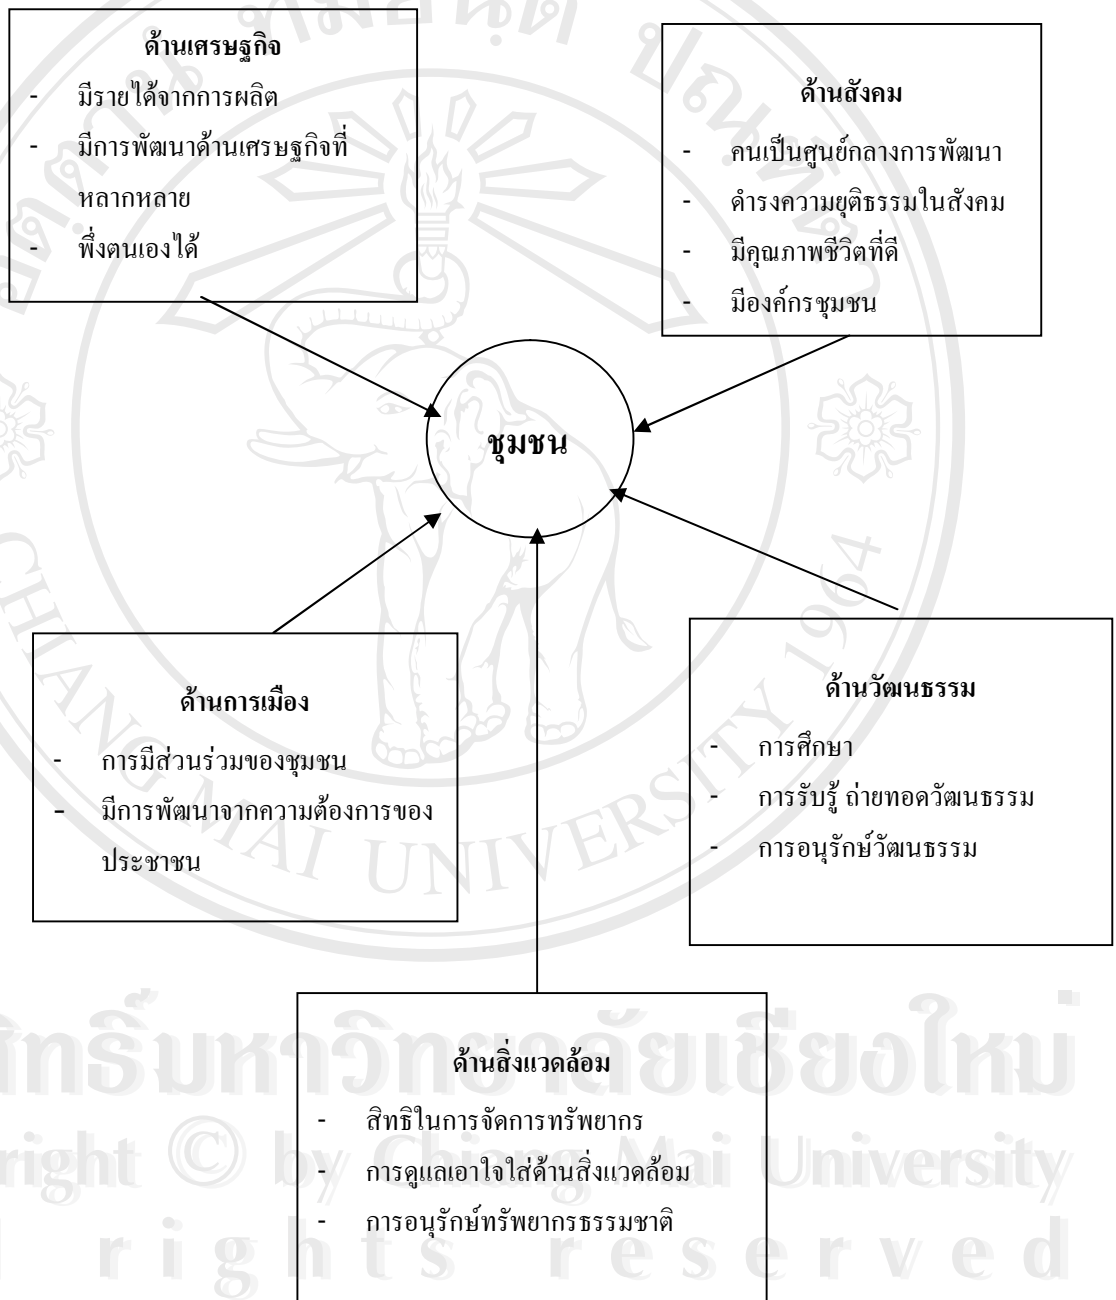 ด้านเศรษฐกิจ
- มีรายได้จากการผลิต
- มีการพัฒนาด้านเศรษฐกิจที่
หลากหลาย
- พึ่งตนเองได้
ด้านสังคม
- คนเป็นศูนย์กลางการพัฒนา
- ดำรงความยุติธรรมในสังคม
- มีคุณภาพชีวิตที่ดี
- มีองค์กรชุมชน
ชุมชน
ด้านการเมือง
- การมีส่วนร่วมของชุมชน
- มีการพัฒนาจากความต้องการของ
ประชาชน
ด้านวัฒนธรรม
- การศึกษา
- การรับรู้ ถ่ายทอดวัฒนธรรม
- การอนุรักษ์วัฒนธรรม
ด้านสิ่งแวดล้อม
- สิทธิในการจัดการทรัพยากร
- การดูแลเอาใจใส่ด้านสิ่งแวดล้อม
- การอนุรักษ์ทรัพยากรธรรมชาติ
CHIANG MAI UNIVERSITY 1964
สิทธิ์มหาวิทยาลัยเชียงใหม่
right © by Chiang Mai University
rights reserved